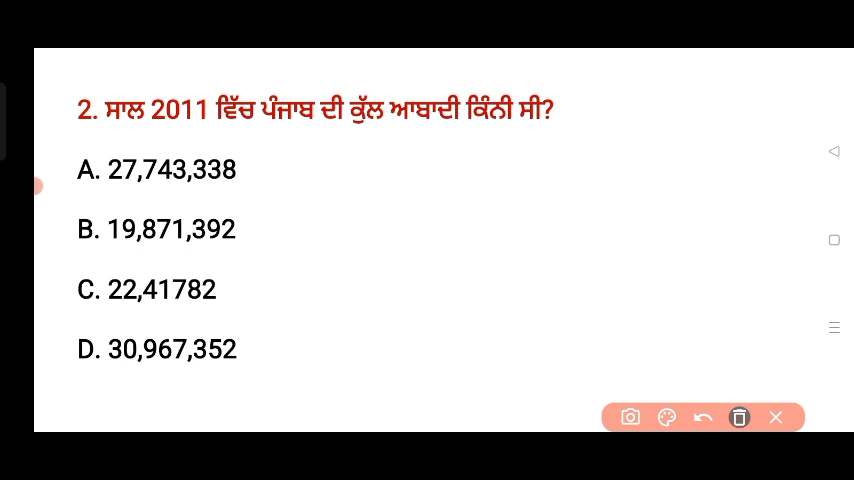 2. ਸਾਲ 2011 ਵਿੱਚ ਪੰਜਾਬ ਦੀ ਕੁੱਲ ਆਬਾਦੀ ਕਿੰਨੀ ਸੀ?
A. 27,743,338
B. 19,871,392
C. 22,41782
D. 30,967,352